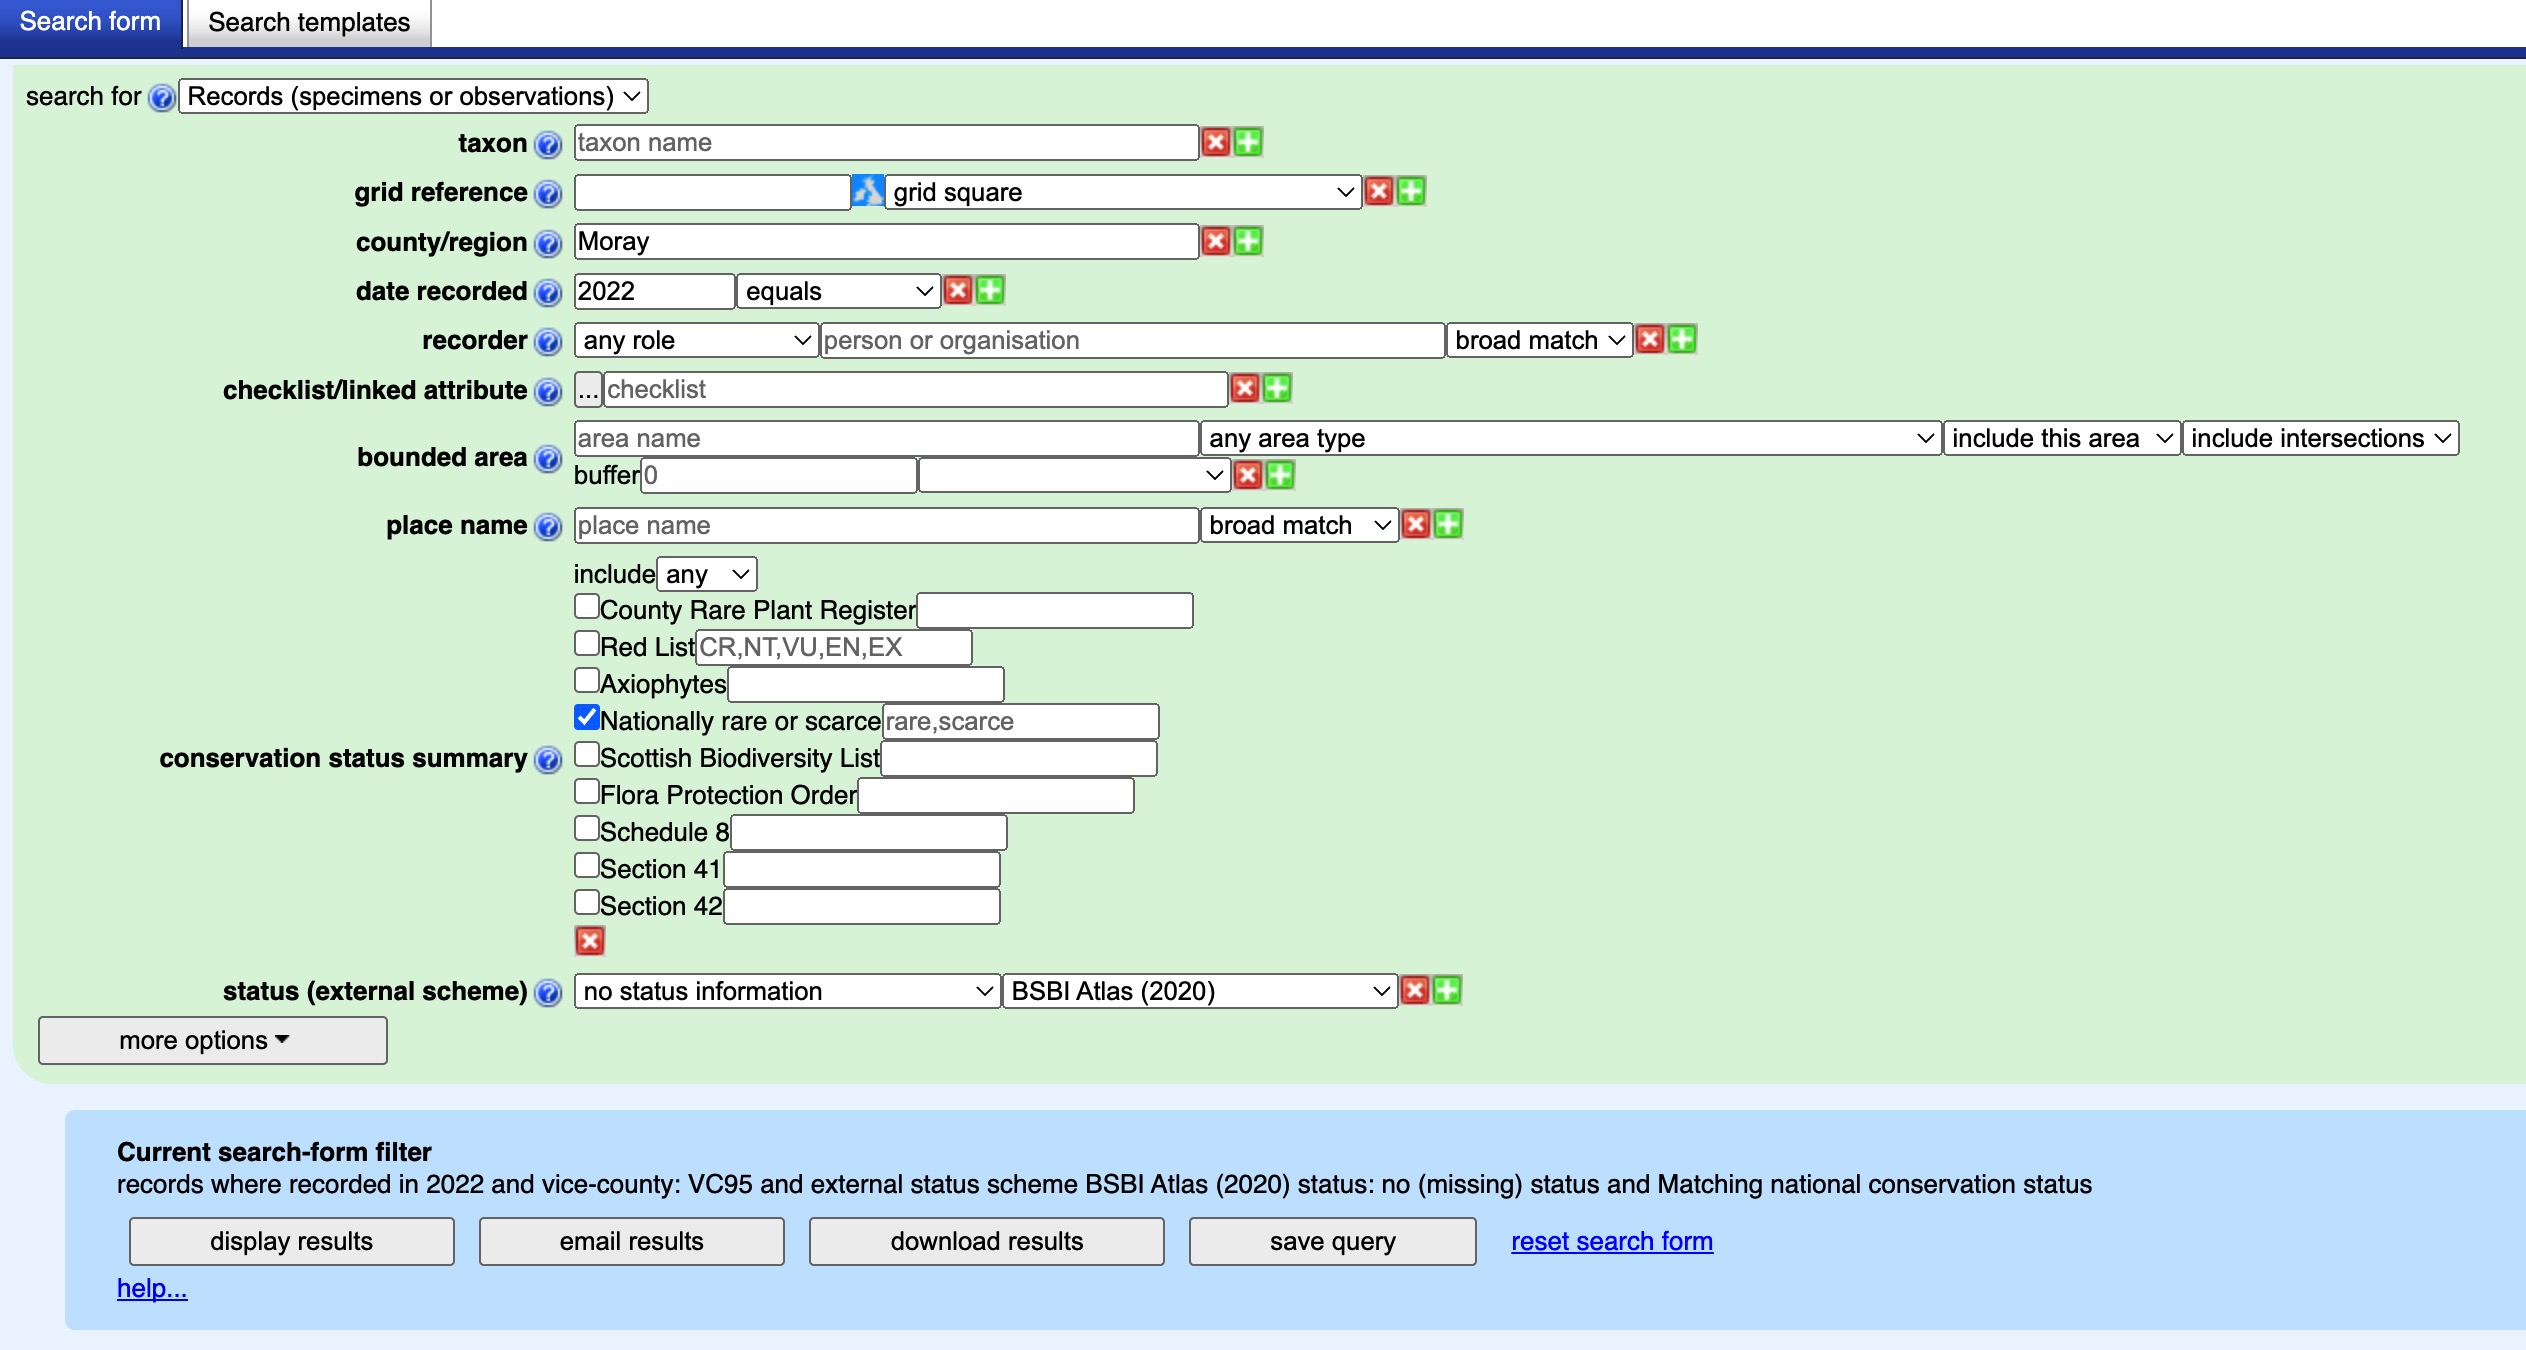 Search form Search templates
search for Records (specimens or observations)
taxon taxon name
grid reference grid square
county/region Moray
date recorded 2022 equals
recorder any role person or organisation broad match
checklist/linked attribute ... checklist
bounded area area name any area type include this area include intersections
buffer 0
place name place name broad match
include any
County Rare Plant Register
Red List CR,NT,VU,EN,EX
Axiophytes
Nationally rare or scarce rare,scarce
conservation status summary Scottish Biodiversity List
Flora Protection Order
Schedule 8
Section 41
Section 42
status (external scheme) no status information BSBI Atlas (2020)
more options
Current search-form filter
records where recorded in 2022 and vice-county: VC95 and external status scheme BSBI Atlas (2020) status: no (missing) status and Matching national conservation status
display results email results download results save query reset search form
help...